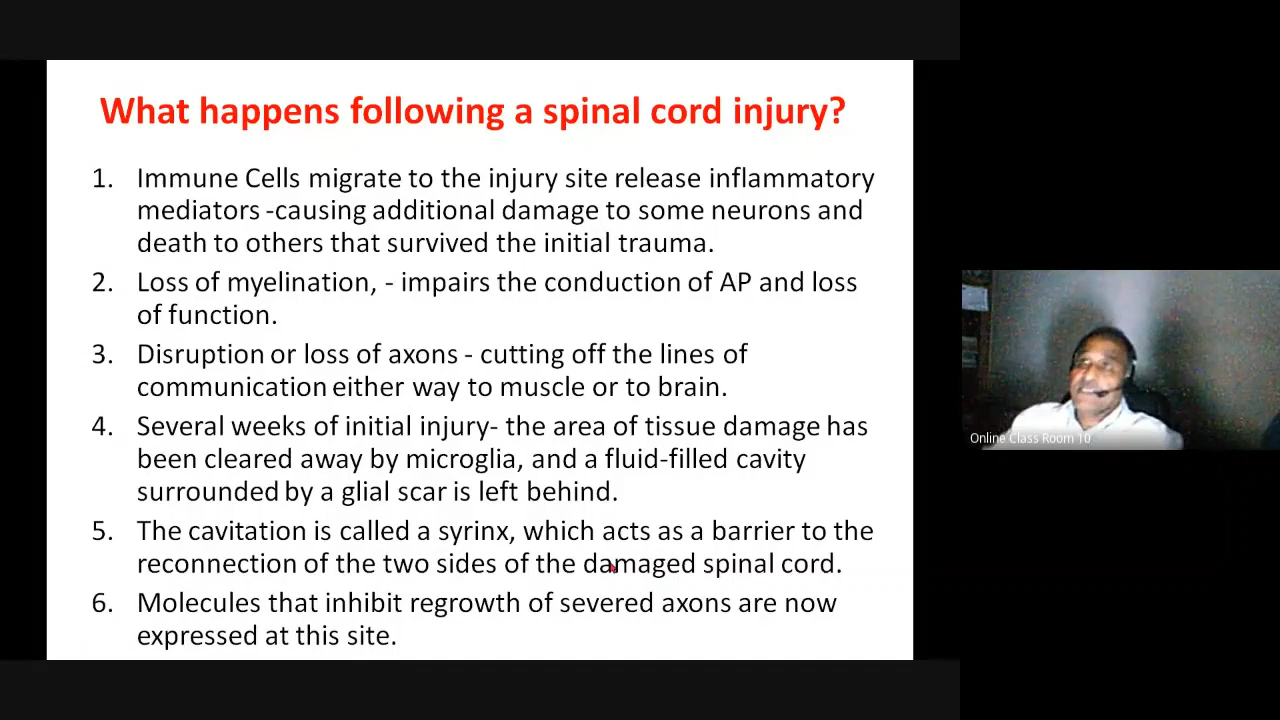 What happens following a spinal cord injury?
1. Immune Cells migrate to the injury site release inflammatory
mediators -causing additional damage to some neurons and
death to others that survived the initial trauma.
2. Loss of myelination, - impairs the conduction of AP and loss
of function.
3. Disruption or loss of axons - cutting off the lines of
communication either way to muscle or to brain.
4. Several weeks of initial injury- the area of tissue damage has
been cleared away by microglia, and a fluid-filled cavity
surrounded by a glial scar is left behind.
5. The cavitation is called a syrinx, which acts as a barrier to the
reconnection of the two sides of the damaged spinal cord.
6. Molecules that inhibit regrowth of severed axons are now
expressed at this site.
Online Class Room 10